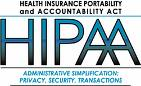 HEALTH INSURANCE PORTABILITY
and ACCOUNTABILITY ACT
HIPAA
ADMINISTRATIVE SIMPLIFICATION:
PRIVACY, SECURITY, TRANSACTIONS